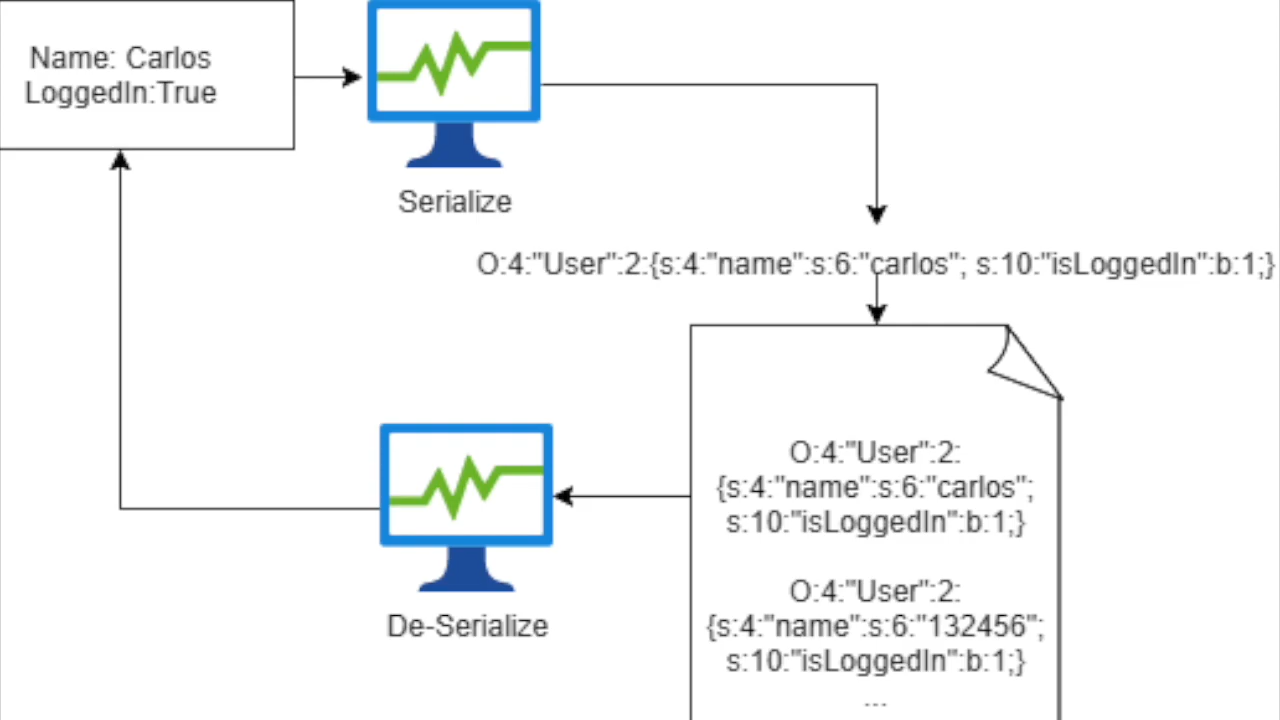 Name: Carlos
LoggedIn:True
Serialize
O:4:"User":2:{s:4:"name":s:6:"carlos"; s:10:"isLoggedIn":b:1;}
O:4:"User":2:
{s:4:"name":s:6:"carlos";
s:10:"isLoggedIn":b:1;}
O:4:"User":2:
{s:4:"name":s:6:"132456";
s:10:"isLoggedIn":b:1;}
...
De-Serialize